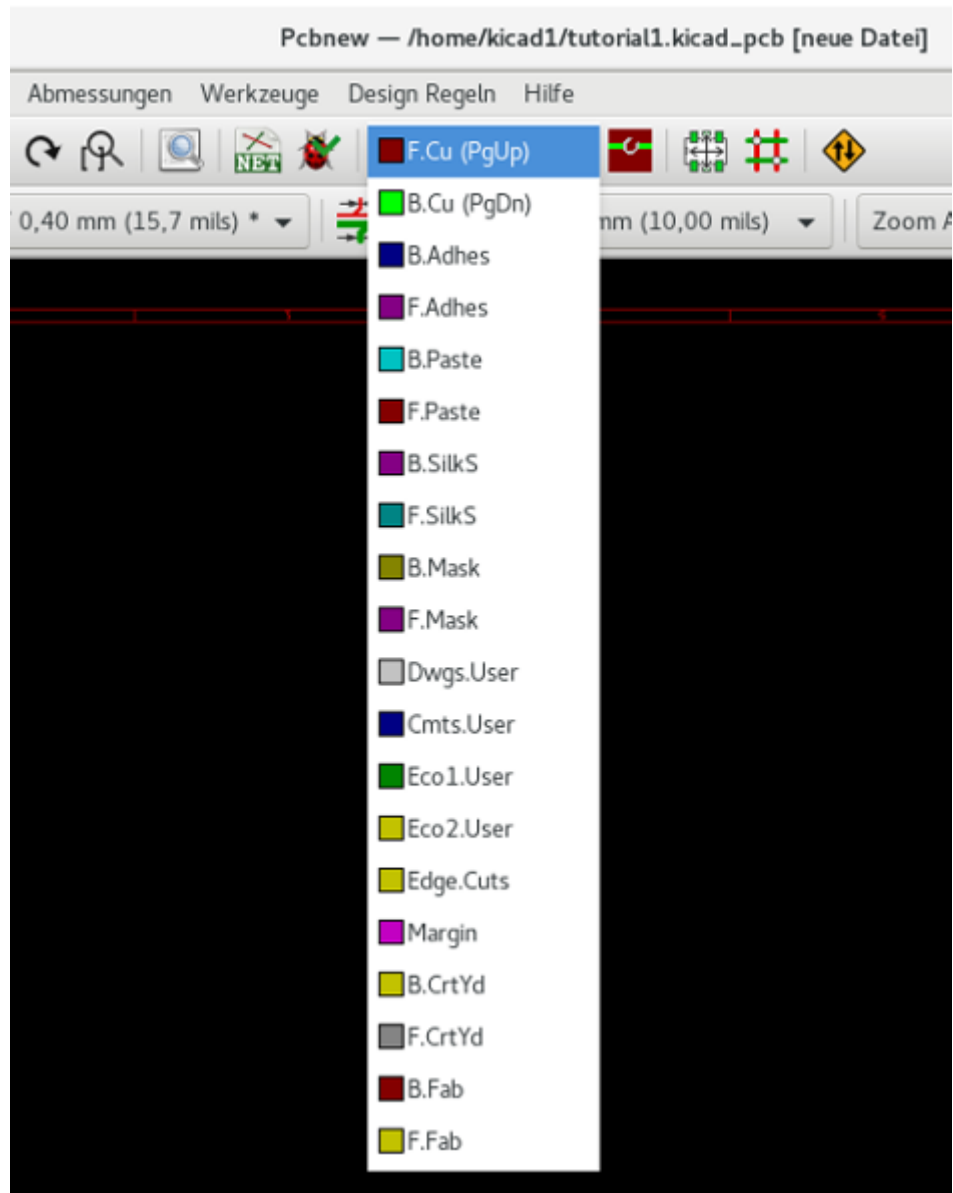 Pcbnew — /home/kicad1/tutorial1.kicad_pcb [neue Datei]
Abmessungen Werkzeuge Design Regeln Hilfe
NET
F.Cu (PgUp)
0,40 mm (15,7 mils) *
B.Cu (PgDn)
mm (10,00 mils)
Zoom A
B.Adhes
F.Adhes
B.Paste
F.Paste
B.SilkS
F.SilkS
B.Mask
F.Mask
Dwgs.User
Cmts.User
Eco1.User
Eco2.User
Edge.Cuts
Margin
B.CrtYd
F.CrtYd
B.Fab
F.Fab